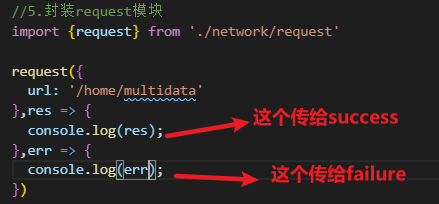 //5.封装request模块
import {request} from './network/request'
request({
url: '/home/multidata'
},res => {
console.log(res);
这个传给success
},err => {
console.log(err);
这个传给failure
})